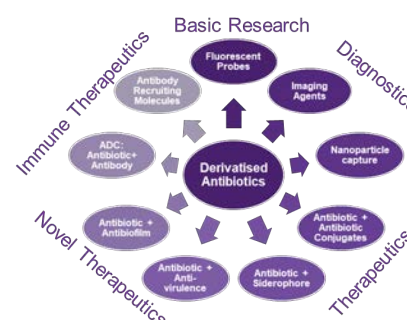 Basic Research
Immune Therapeutics
Diagnostic
Novel Therapeutics
Therapeutics
Fluorescent
Probes
Imaging
Agents
Nanoparticle
capture
Antibiotic +
Antibiotic
Conjugates
Antibiotic +
Siderophore
Antibiotic +
Anti-
virulence
Antibiotic +
Antibiofilm
ADC:
Antibiotic+
Antibody
Antibody
Recruiting
Molecules
Derivatised
Antibiotics